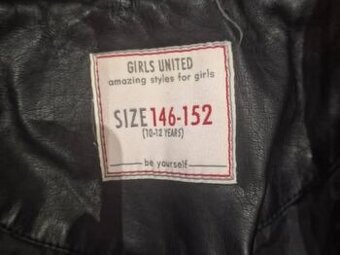 GIRLS UNITED
amazing styles for girls
SIZE 146-152
(10-12 YEARS)
be yourself